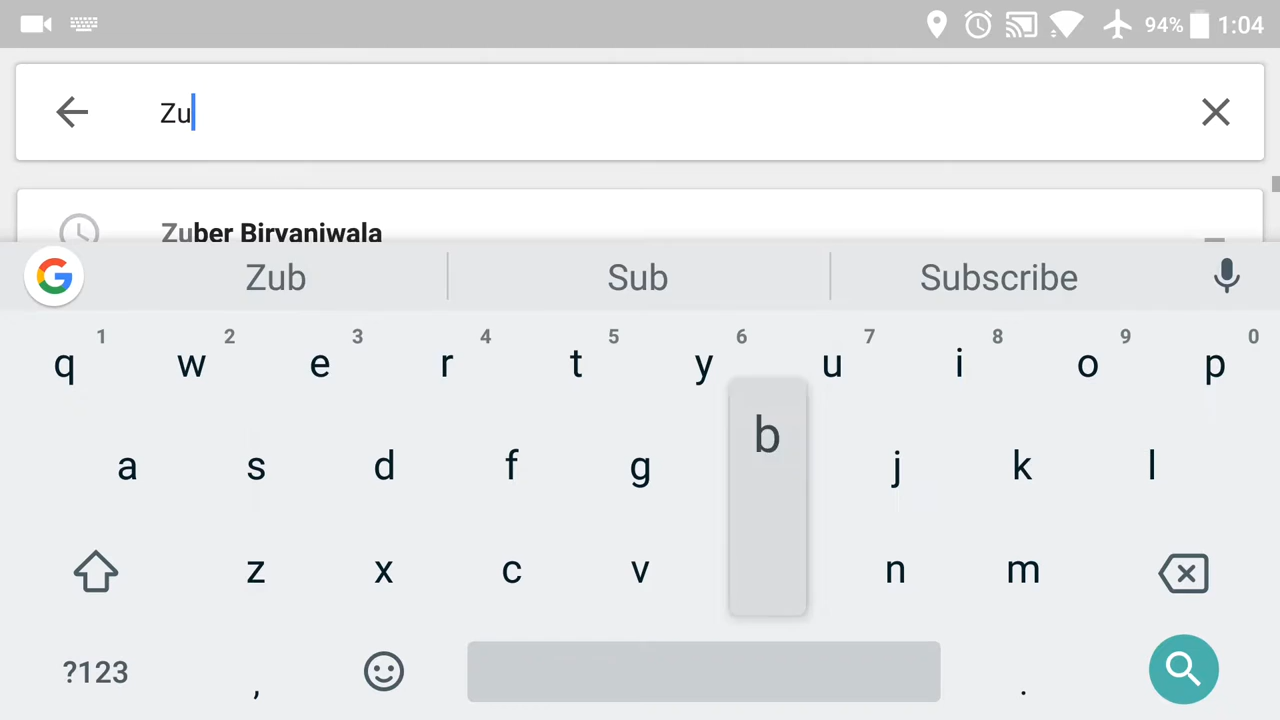 94% 1:04
Zu
Zuber Biryaniwala
Zub Sub Subscribe
1 2 3 4 5 6 7 8 9 0
q w e r t y u i o p
b
a s d f g j k l
z x c v n m
?123 , .